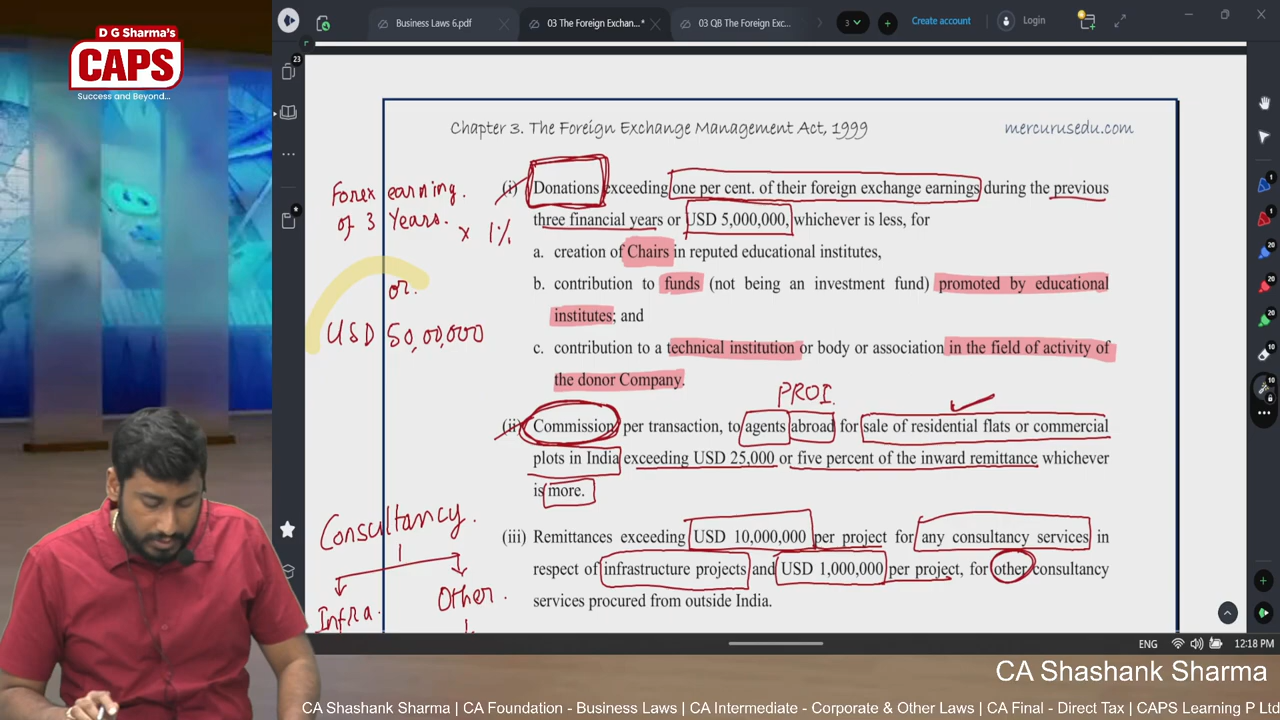 D G Sharma's
CAPS
Success and Beyond...
Business Laws 6.pdf
03 The Foreign Exchan...*
03 QB The Foreign Exc...
3
Create account
Login
23
Chapter 3. The Foreign Exchange Management Act, 1999
mercurusedu.com
(i) Donations exceeding one per cent. of their foreign exchange earnings during the previous
three financial years or USD 5,000,000, whichever is less, for
a. creation of Chairs in reputed educational institutes,
b. contribution to funds (not being an investment fund) promoted by educational
institutes; and
c. contribution to a technical institution or body or association in the field of activity of
the donor Company.
Forex earning.
of 3 Years. x 1%
or.
USD 50,00,000
PROI.
(ii) Commission per transaction, to agents abroad for sale of residential flats or commercial
plots in India exceeding USD 25,000 or five percent of the inward remittance whichever
is more.
(iii) Remittances exceeding USD 10,000,000 per project for any consultancy services in
respect of infrastructure projects and USD 1,000,000 per project, for other consultancy
services procured from outside India.
Consultancy.
Infra.
Other.
20
20
20
10
10
ENG
12:18 PM
CA Shashank Sharma
CA Shashank Sharma | CA Foundation - Business Laws | CA Intermediate - Corporate & Other Laws | CA Final - Direct Tax | CAPS Learning P Ltd